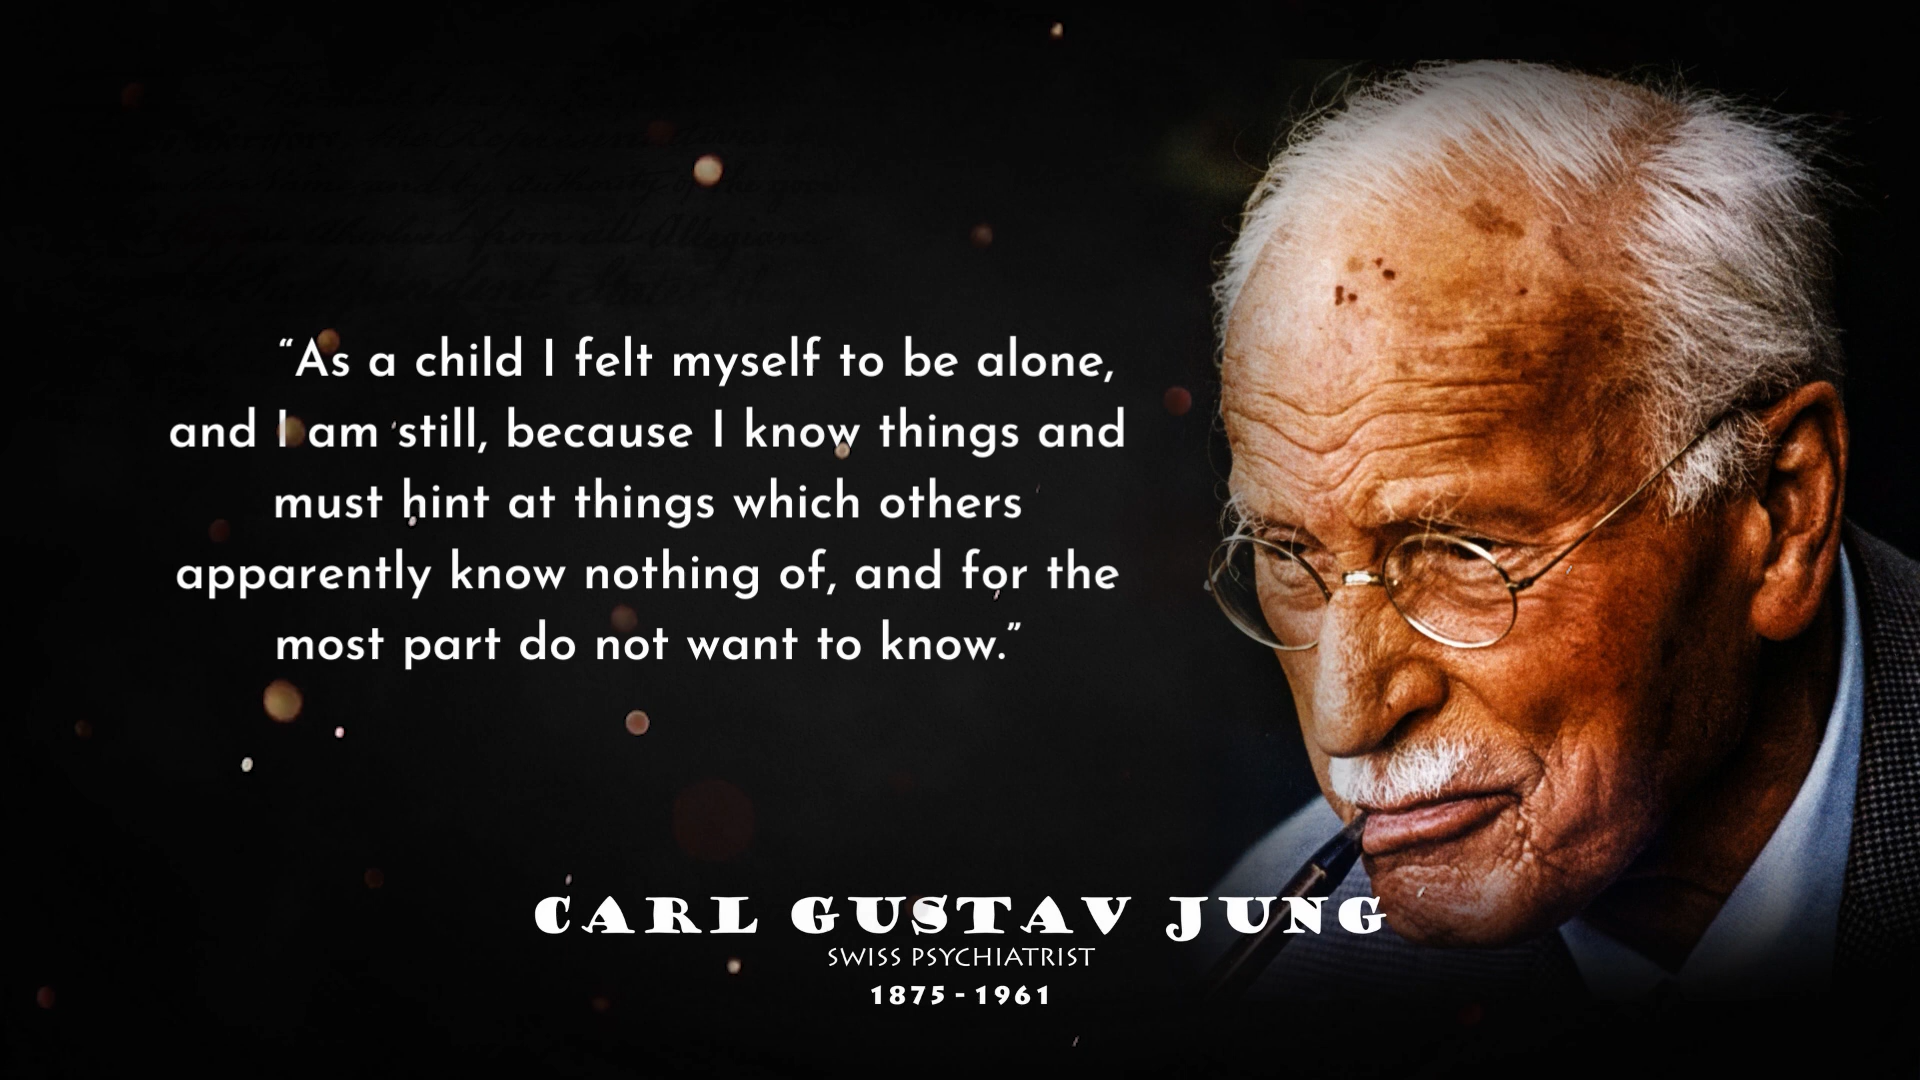 “As a child I felt myself to be alone,
and I am still, because I know things and
must hint at things which others
apparently know nothing of, and for the
most part do not want to know.”
CARL GUSTAV JUNG
SWISS PSYCHIATRIST
1875 - 1961